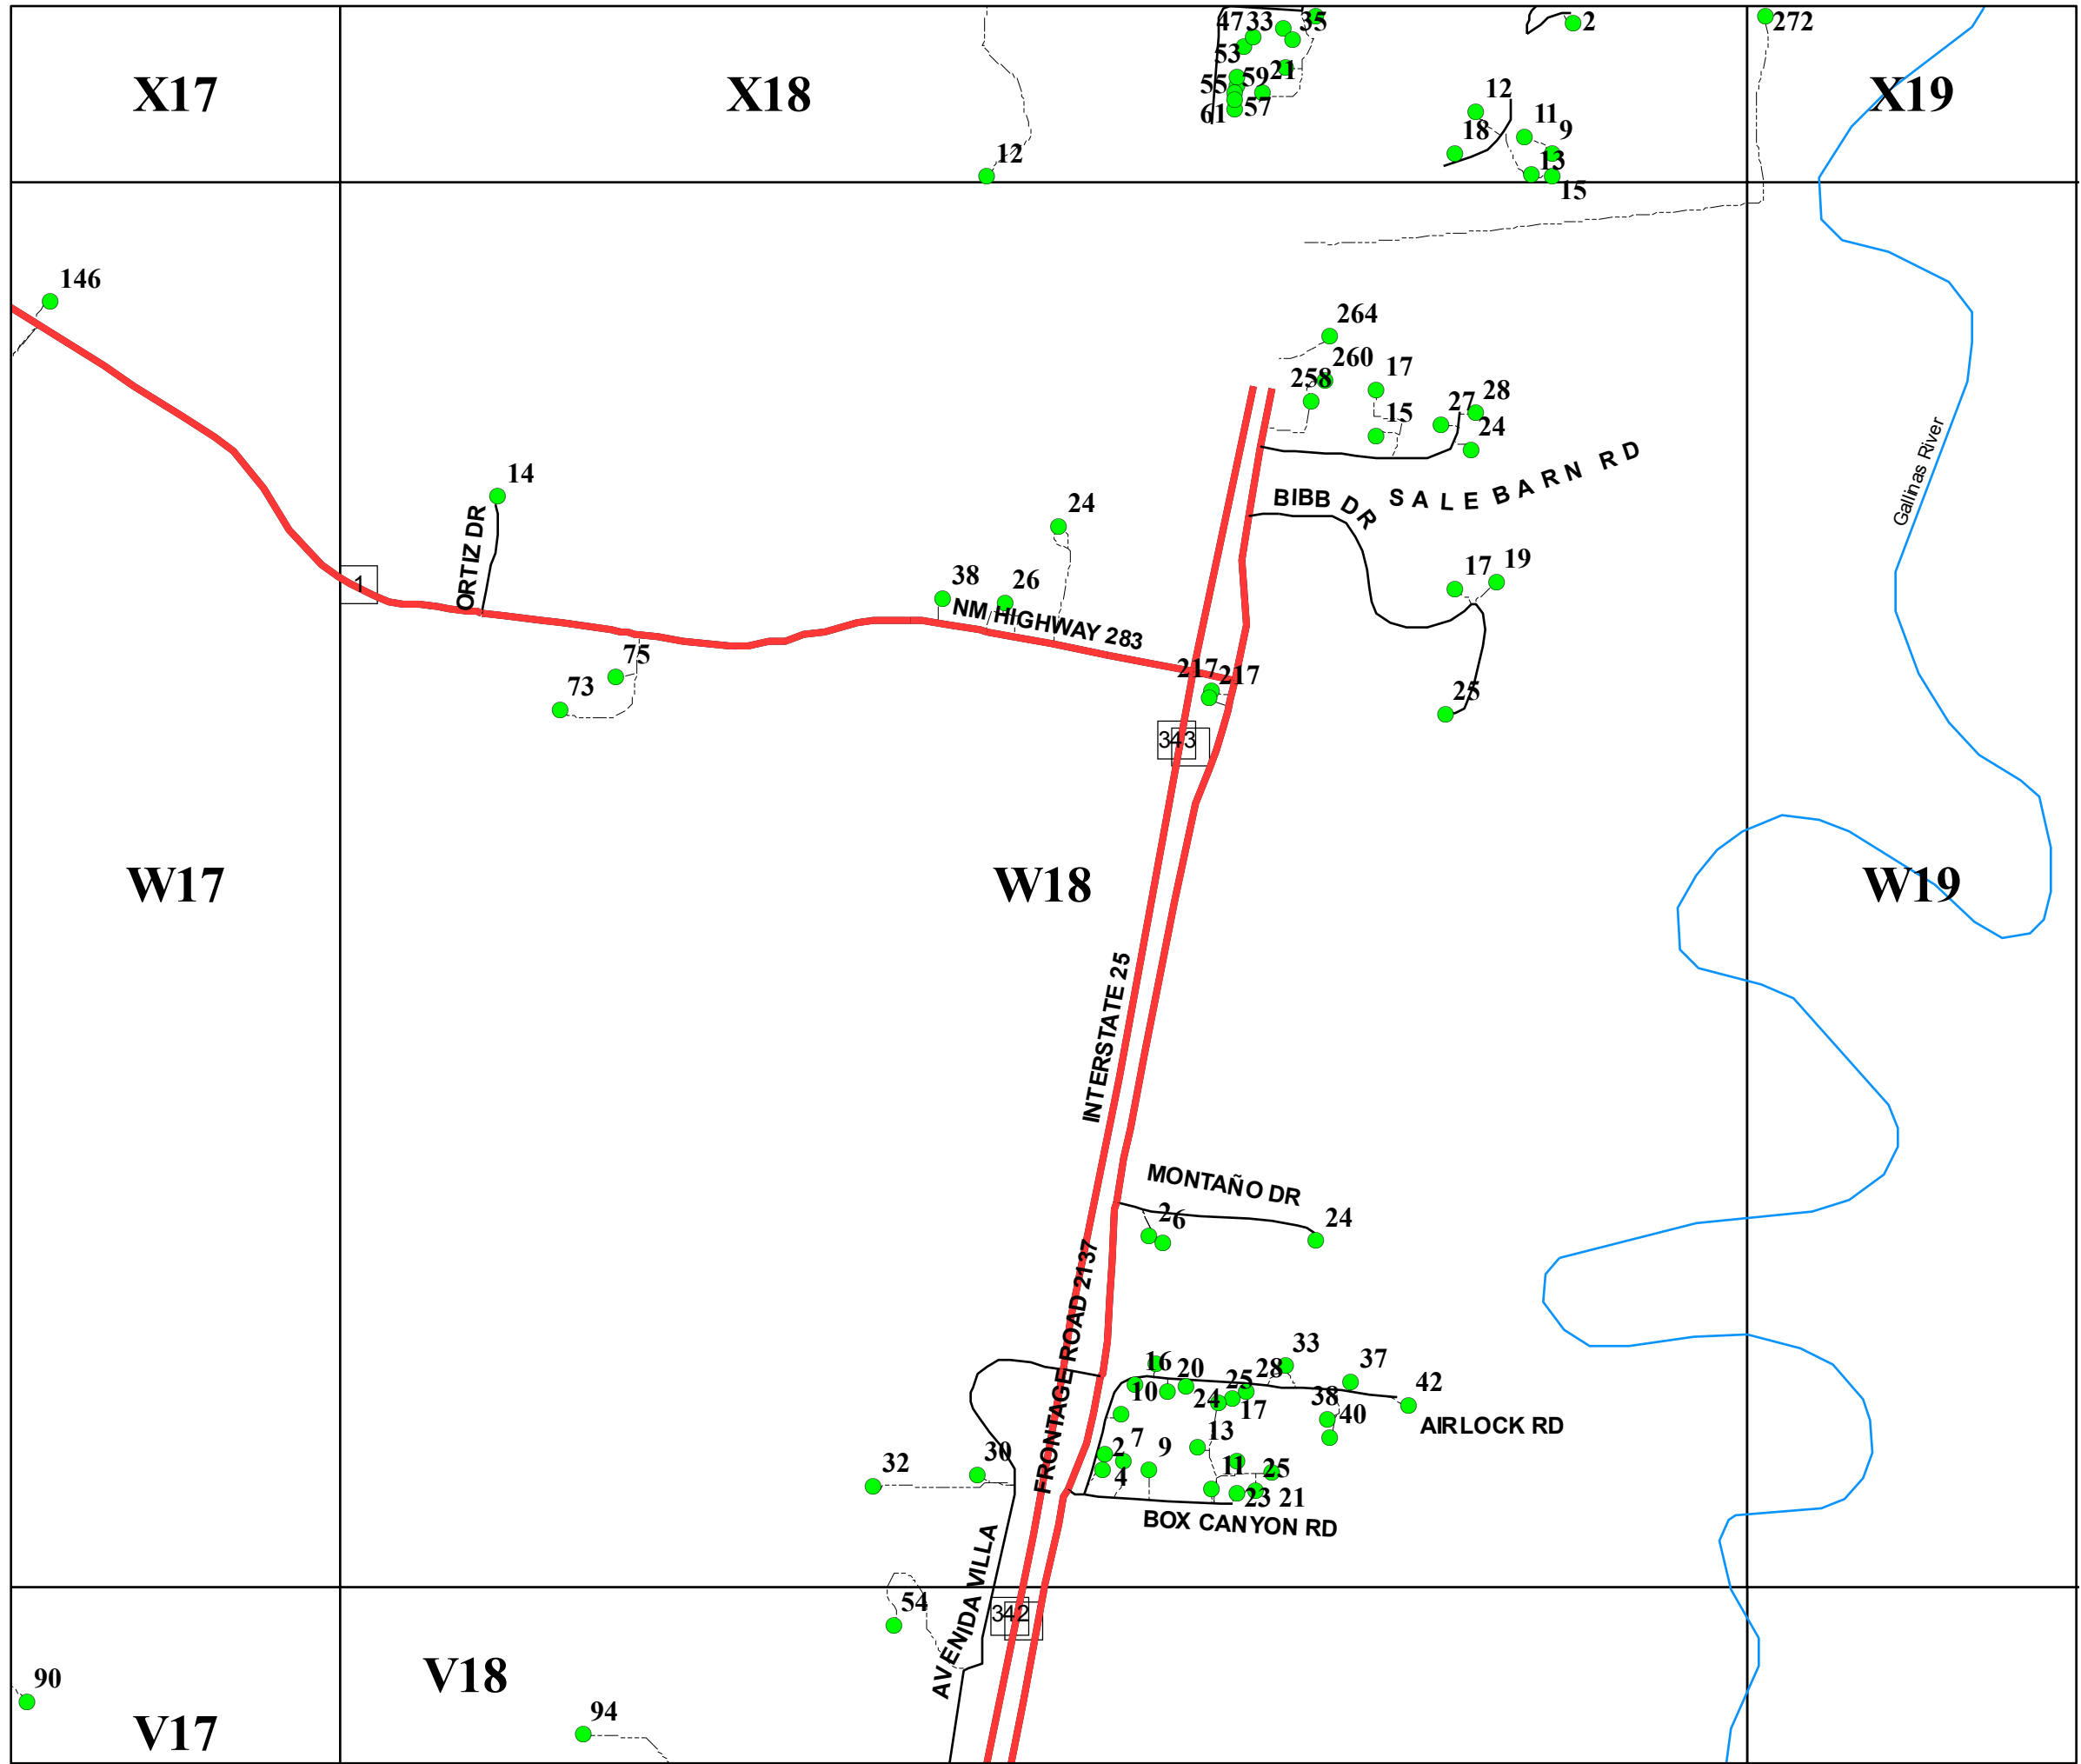 47 33 35 2 272
53
X17 X18 55 59 21 X19
61 57 12
18 11 9
12 13
15
146
264
260
258 17
15 27 28
24
SALE BARN RD
BIBB DR
Gallinas River
14
ORTIZ DR
24
38 26
NM HIGHWAY 283
17 19
1
75
73
217 217
25
343
W17 W18 W19
INTERSTATE 25
MONTAÑO DR
26 24
FRONTAGE ROAD 2137
33
16 20 25 28 37
10 24 17 38 42
40
AIRLOCK RD
13
2 7 9
30
32 4 11 25
23 21
BOX CANYON RD
AVENIDA VILLA
54
342
V18
90
94
V17